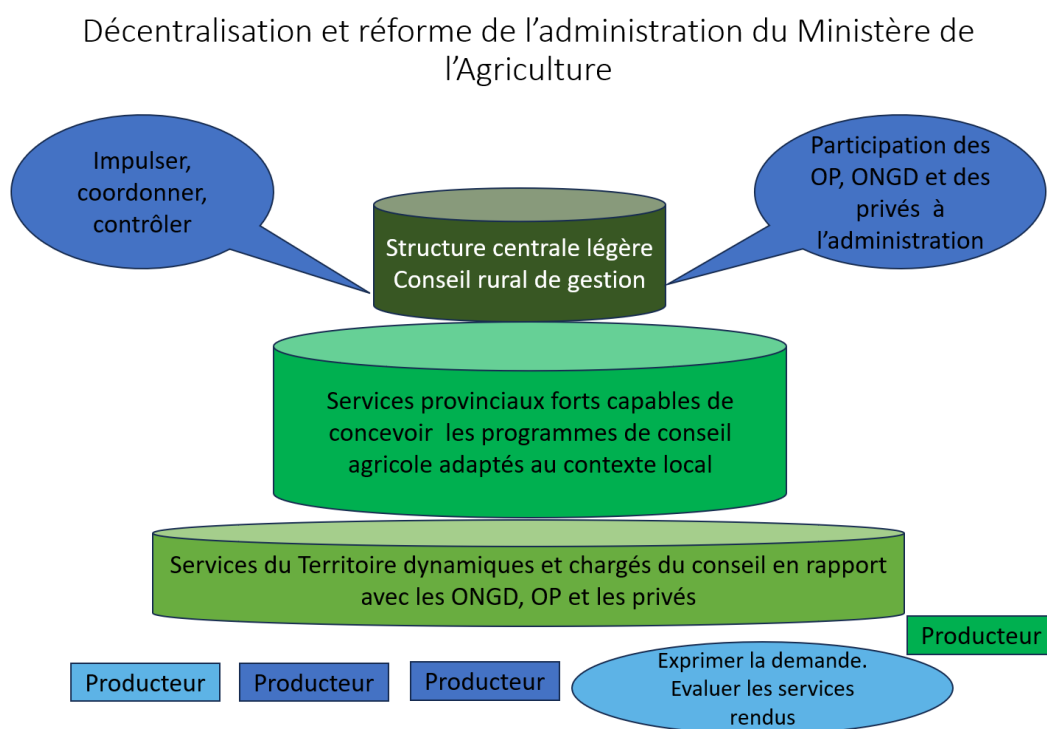 Décentralisation et réforme de l’administration du Ministère de
l’Agriculture
Impulser,
coordonner,
contrôler
Participation des
OP, ONGD et des
privés à
l’administration
Structure centrale légère
Conseil rural de gestion
Services provinciaux forts capables de
concevoir les programmes de conseil
agricole adaptés au contexte local
Services du Territoire dynamiques et chargés du conseil en rapport
avec les ONGD, OP et les privés
Producteur
Producteur
Producteur
Producteur
Exprimer la demande.
Evaluer les services
rendus